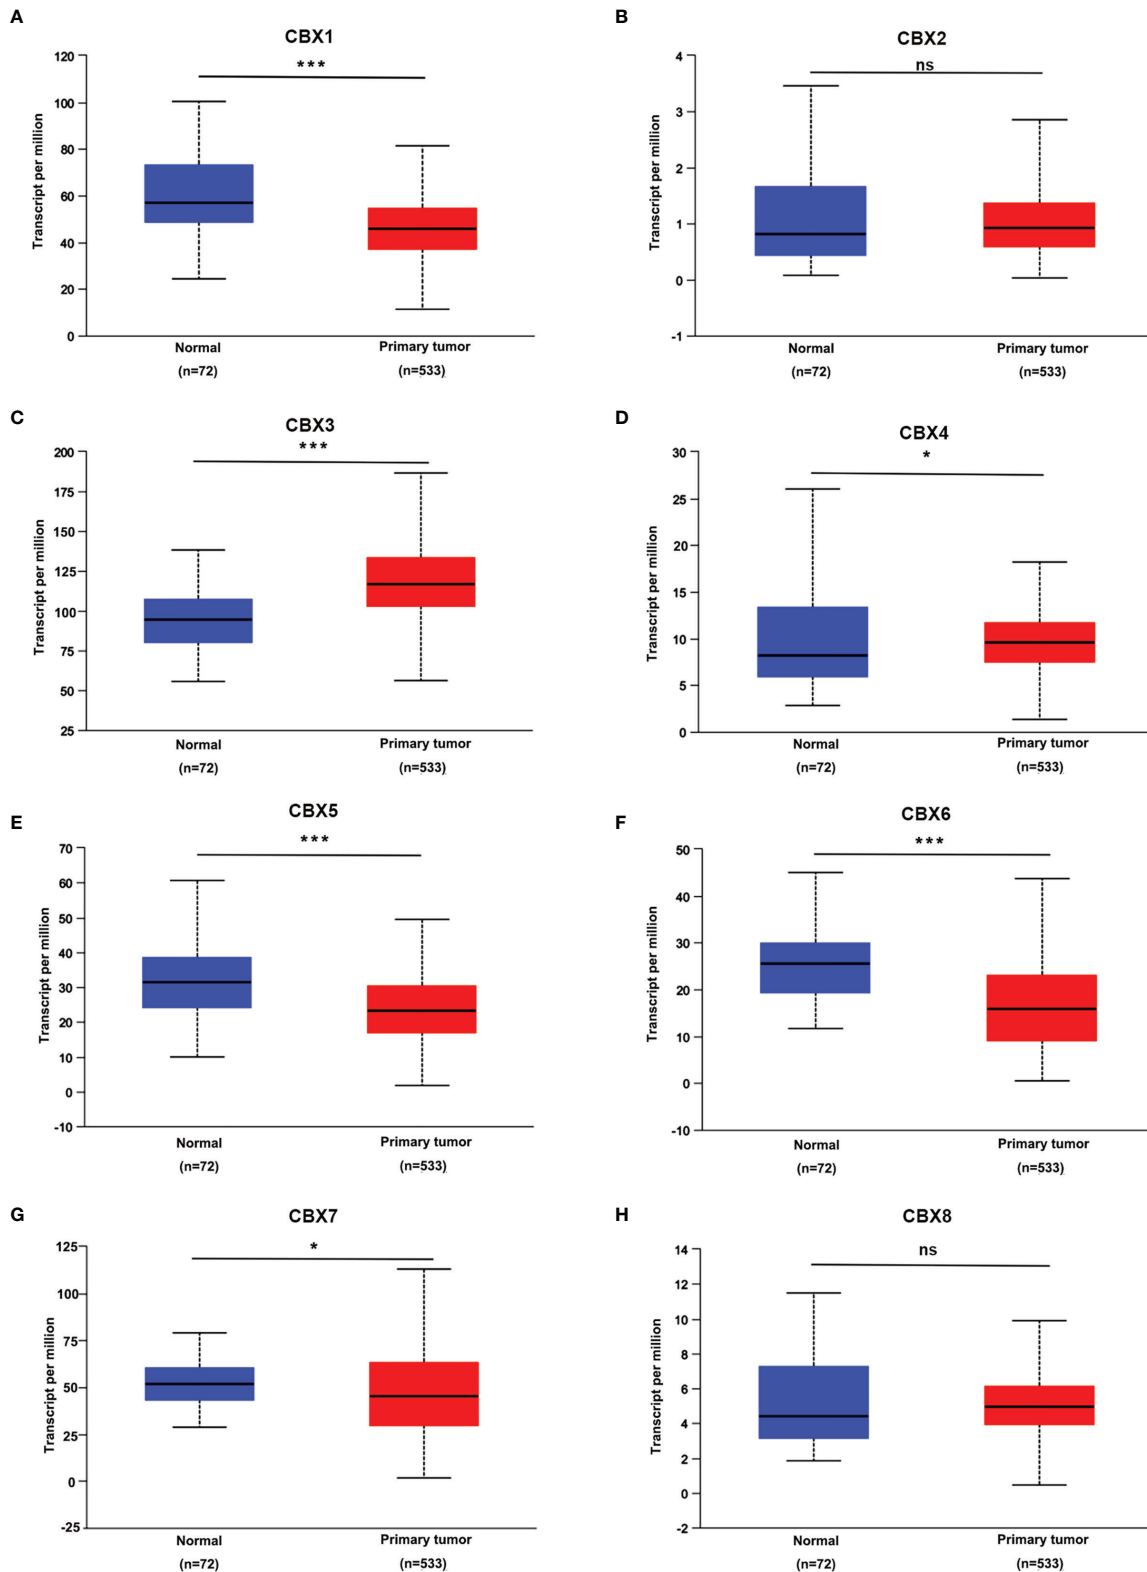 A
CBX1
***
120
100
80
60
40
20
0
Transcript per million
Normal
(n=72)
Primary tumor
(n=533)
B
CBX2
ns
4
3
2
1
0
-1
Transcript per million
Normal
(n=72)
Primary tumor
(n=533)
C
CBX3
***
200
175
150
125
100
75
50
25
Transcript per million
Normal
(n=72)
Primary tumor
(n=533)
D
CBX4
*
30
25
20
15
10
5
0
Transcript per million
Normal
(n=72)
Primary tumor
(n=533)
E
CBX5
***
70
60
50
40
30
20
10
0
-10
Transcript per million
Normal
(n=72)
Primary tumor
(n=533)
F
CBX6
***
50
40
30
20
10
0
-10
Transcript per million
Normal
(n=72)
Primary tumor
(n=533)
G
CBX7
*
125
100
75
50
25
0
-25
Transcript per million
Normal
(n=72)
Primary tumor
(n=533)
H
CBX8
ns
14
12
10
8
6
4
2
0
-2
Transcript per million
Normal
(n=72)
Primary tumor
(n=533)